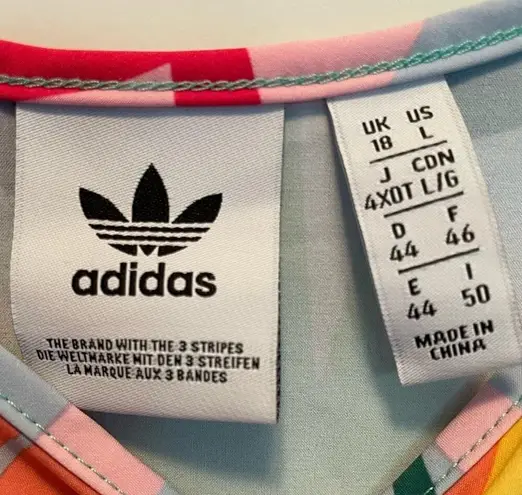 adidas
THE BRAND WITH THE 3 STRIPES
DIE WELTMARKE MIT DEN 3 STREIFEN
LA MARQUE AUX 3 BANDES
UK US
18 L
J CDN
4XOT L/G
D F
44 46
E I
44 50
MADE IN
CHINA